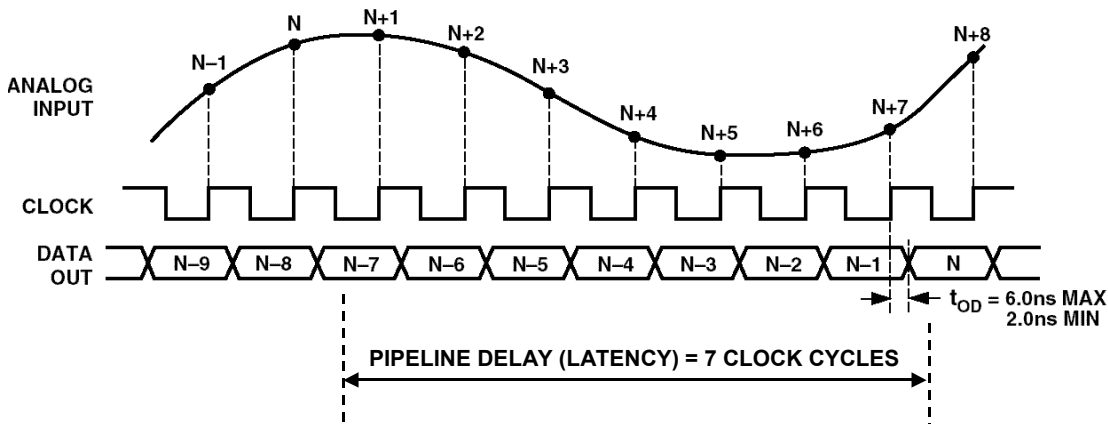 N–1
N
N+1
N+2
N+3
N+4
N+5
N+6
N+7
N+8
ANALOG
INPUT
CLOCK
DATA
OUT
N–9
N–8
N–7
N–6
N–5
N–4
N–3
N–2
N–1
N
tOD = 6.0ns MAX
2.0ns MIN
PIPELINE DELAY (LATENCY) = 7 CLOCK CYCLES